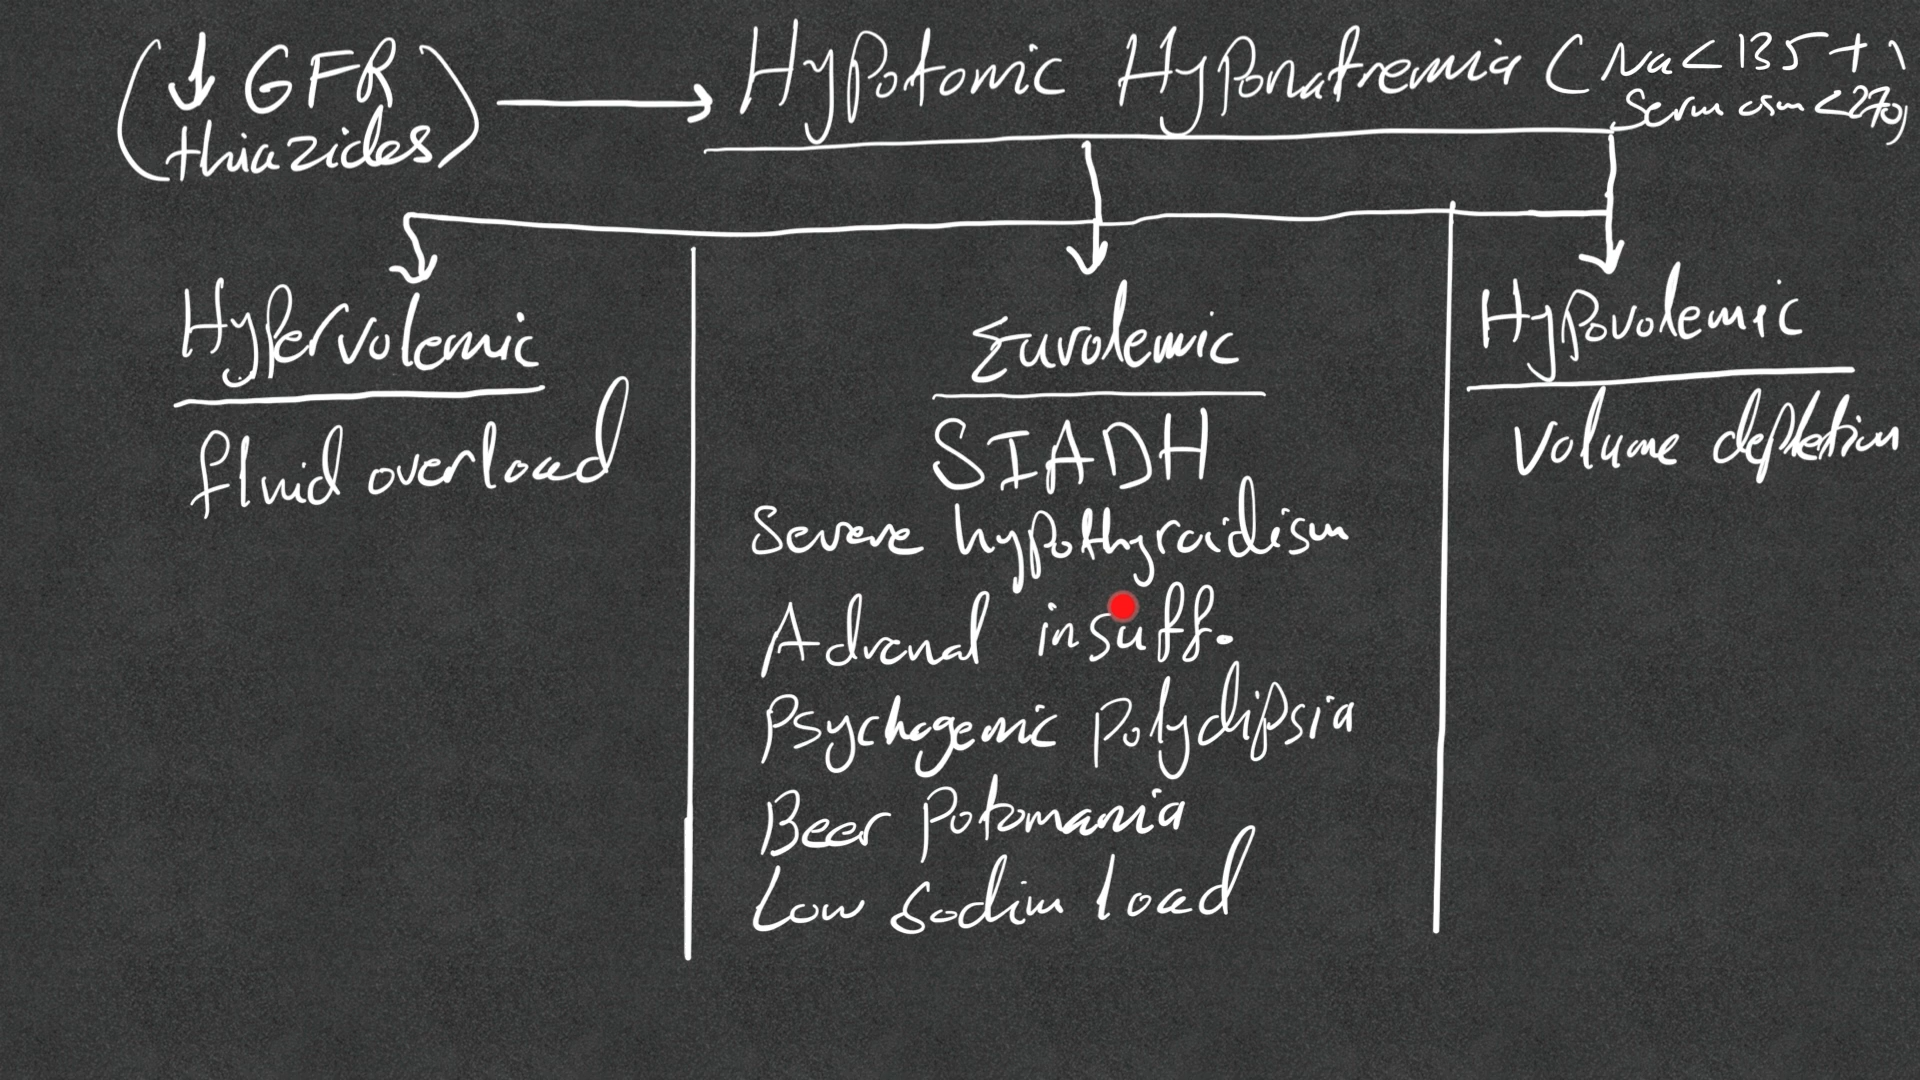 (↓ GFR → Hypotonic Hyponatremia (Na < 135 +
thiazides) Serum osm < 270)
Hypervolemic
fluid overload
Euvolemic
SIADH
Severe hypothyroidism
Adrenal insuff.
Psychogenic polydipsia
Beer Potomania
Low sodium load
Hypovolemic
Volume depletion